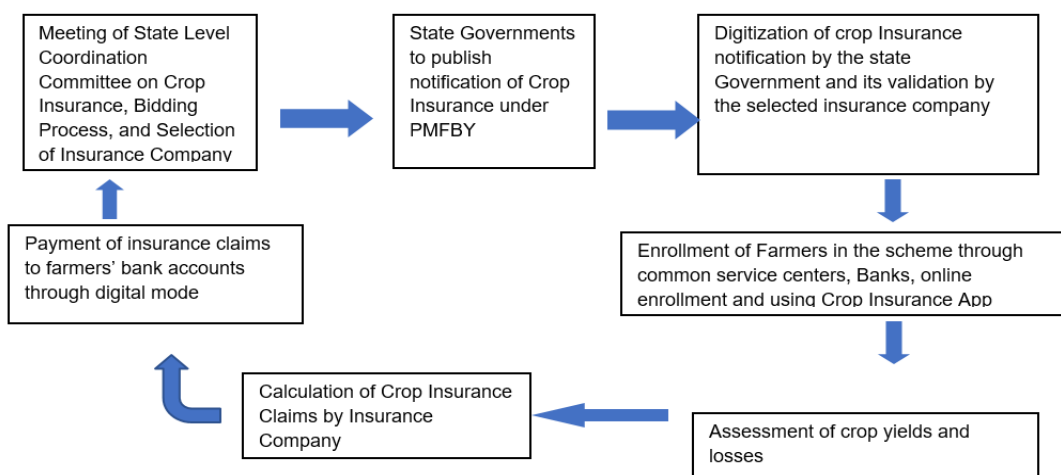 Meeting of State Level
Coordination
Committee on Crop
Insurance, Bidding
Process, and Selection
of Insurance Company
State Governments
to publish
notification of Crop
Insurance under
PMFBY
Digitization of crop Insurance
notification by the state
Government and its validation by
the selected insurance company
Enrollment of Farmers in the scheme through
common service centers, Banks, online
enrollment and using Crop Insurance App
Assessment of crop yields and
losses
Calculation of Crop Insurance
Claims by Insurance
Company
Payment of insurance claims
to farmers’ bank accounts
through digital mode